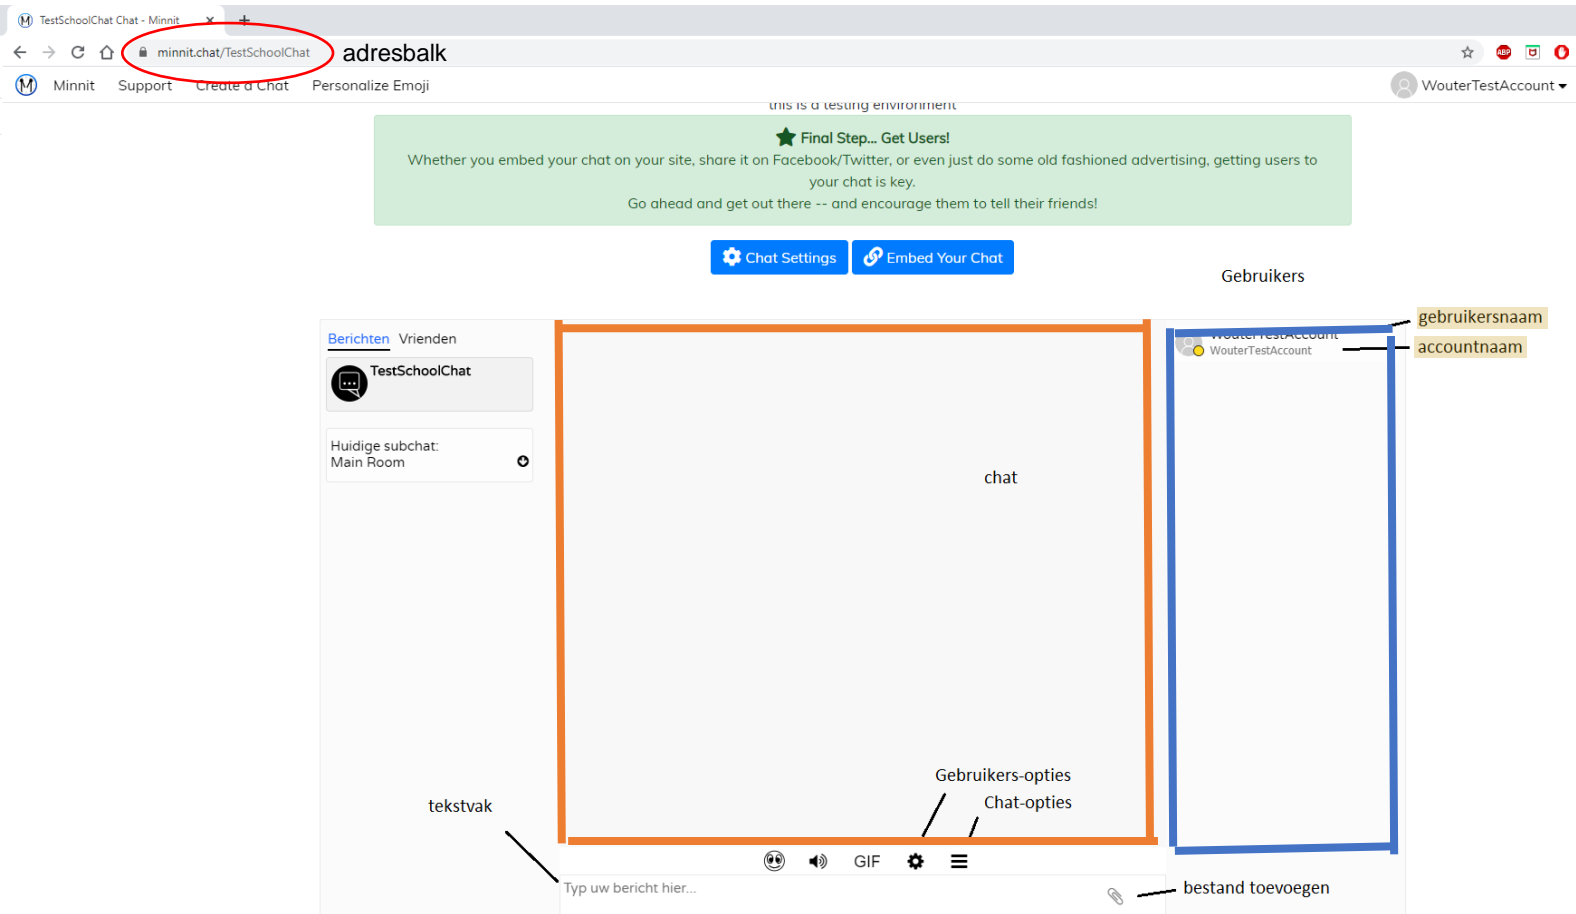 TestSchoolChat Chat - Minnit
minnit.chat/TestSchoolChat
adresbalk
ABP
Minnit Support Create a Chat Personalize Emoji
WouterTestAccount
this is a testing environment
Final Step... Get Users!
Whether you embed your chat on your site, share it on Facebook/Twitter, or even just do some old fashioned advertising, getting users to
your chat is key.
Go ahead and get out there -- and encourage them to tell their friends!
Chat Settings Embed Your Chat
Gebruikers
gebruikersnaam
Berichten Vrienden
WouterTestAccount
WouterTestAccount
accountnaam
TestSchoolChat
Huidige subchat:
Main Room
chat
Gebruikers-opties
Chat-opties
tekstvak
GIF
Typ uw bericht hier...
bestand toevoegen